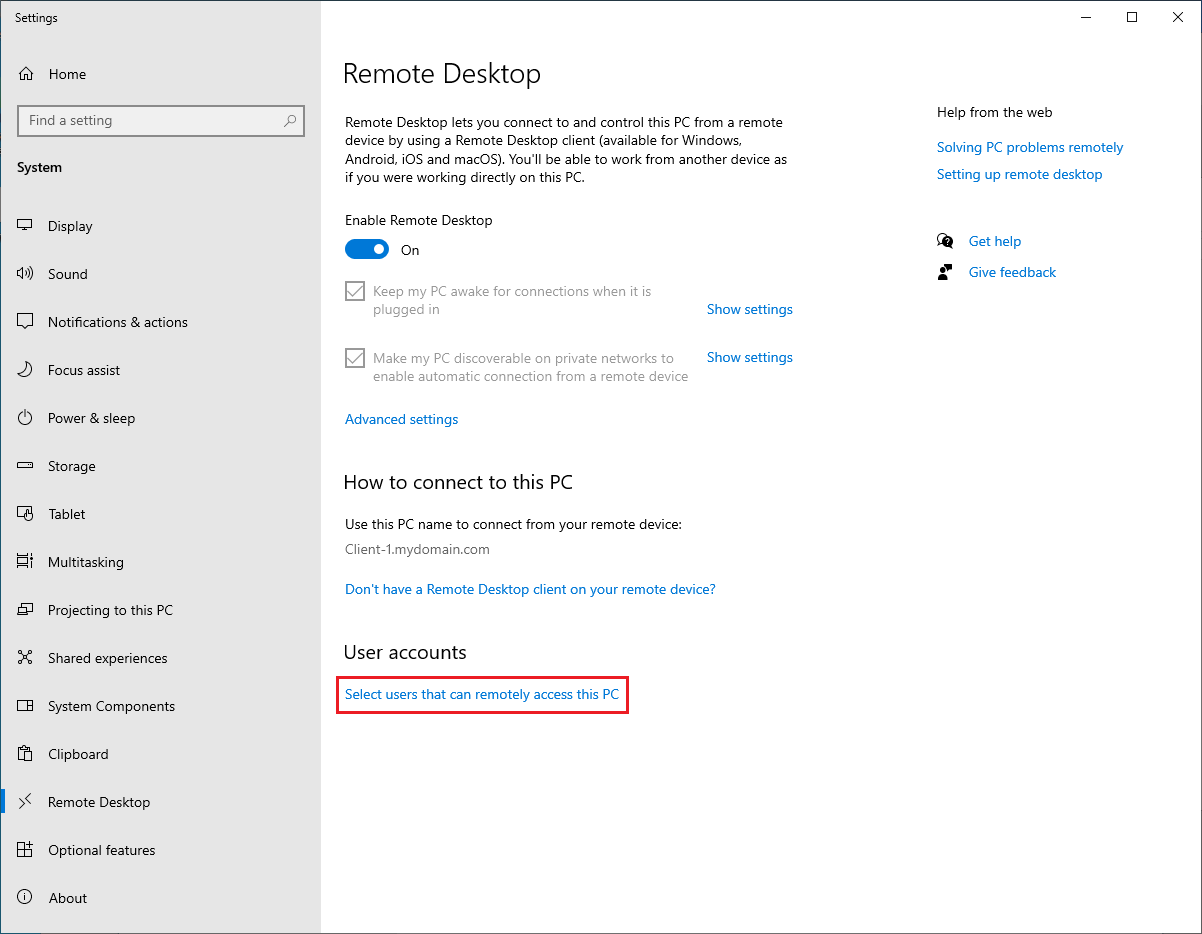 Settings
Home
Find a setting
System
Display
Sound
Notifications & actions
Focus assist
Power & sleep
Storage
Tablet
Multitasking
Projecting to this PC
Shared experiences
System Components
Clipboard
Remote Desktop
Optional features
About
Remote Desktop
Remote Desktop lets you connect to and control this PC from a remote
device by using a Remote Desktop client (available for Windows,
Android, iOS and macOS). You'll be able to work from another device as
if you were working directly on this PC.
Enable Remote Desktop
On
Keep my PC awake for connections when it is
plugged in
Show settings
Make my PC discoverable on private networks to
enable automatic connection from a remote device
Show settings
Advanced settings
How to connect to this PC
Use this PC name to connect from your remote device:
Client-1.mydomain.com
Don't have a Remote Desktop client on your remote device?
User accounts
Select users that can remotely access this PC
Help from the web
Solving PC problems remotely
Setting up remote desktop
Get help
Give feedback